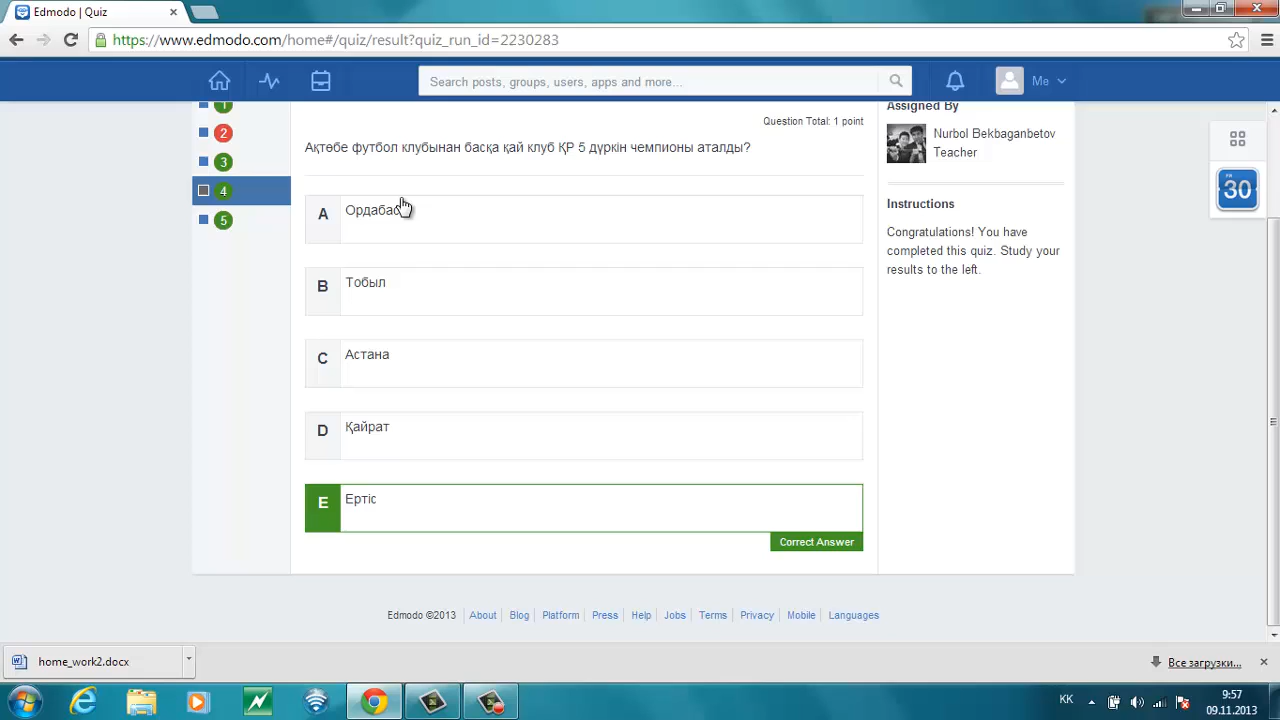 Edmodo | Quiz
https://www.edmodo.com/home#/quiz/result?quiz_run_id=2230283
Search posts, groups, users, apps and more...
Me
1
2
3
4
5
Question Total: 1 point
Ақтөбе футбол клубынан басқа қай клуб ҚР 5 дүркін чемпионы аталды?
A
B
Тобыл
C
Астана
D
Қайрат
E
Ертіс
Correct Answer
Assigned By
Nurbol Bekbaganbetov
Teacher
Instructions
Congratulations! You have
completed this quiz. Study your
results to the left.
30
Edmodo ©2013 About Blog Platform Press Help Jobs Terms Privacy Mobile Languages
home_work2.docx
Все загрузки...
KK
9:57
09.11.2013